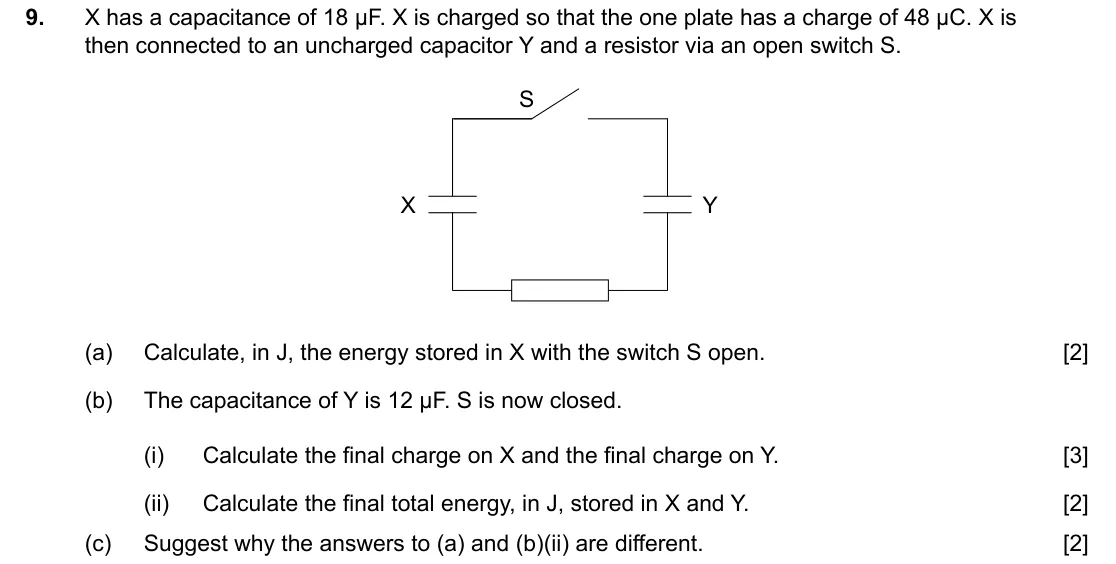 9. X has a capacitance of 18 µF. X is charged so that the one plate has a charge of 48 µC. X is
then connected to an uncharged capacitor Y and a resistor via an open switch S.
S
X
Y
(a) Calculate, in J, the energy stored in X with the switch S open. [2]
(b) The capacitance of Y is 12 µF. S is now closed.
(i) Calculate the final charge on X and the final charge on Y. [3]
(ii) Calculate the final total energy, in J, stored in X and Y. [2]
(c) Suggest why the answers to (a) and (b)(ii) are different. [2]